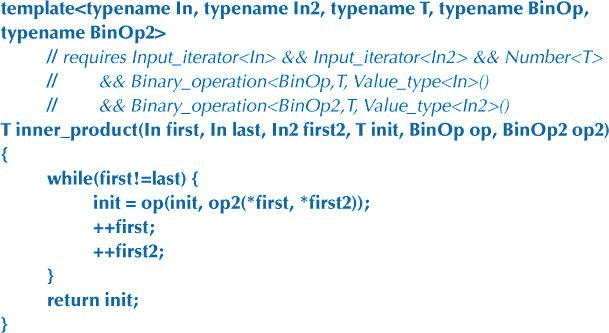 template<typename In, typename In2, typename T, typename BinOp,
typename BinOp2>
// requires Input_iterator<In> && Input_iterator<In2> && Number<T>
// && Binary_operation<BinOp,T, Value_type<In>()
// && Binary_operation<BinOp2,T, Value_type<In2>()
T inner_product(In first, In last, In2 first2, T init, BinOp op, BinOp2 op2)
{
while(first!=last) {
init = op(init, op2(*first, *first2));
++first;
++first2;
}
return init;
}